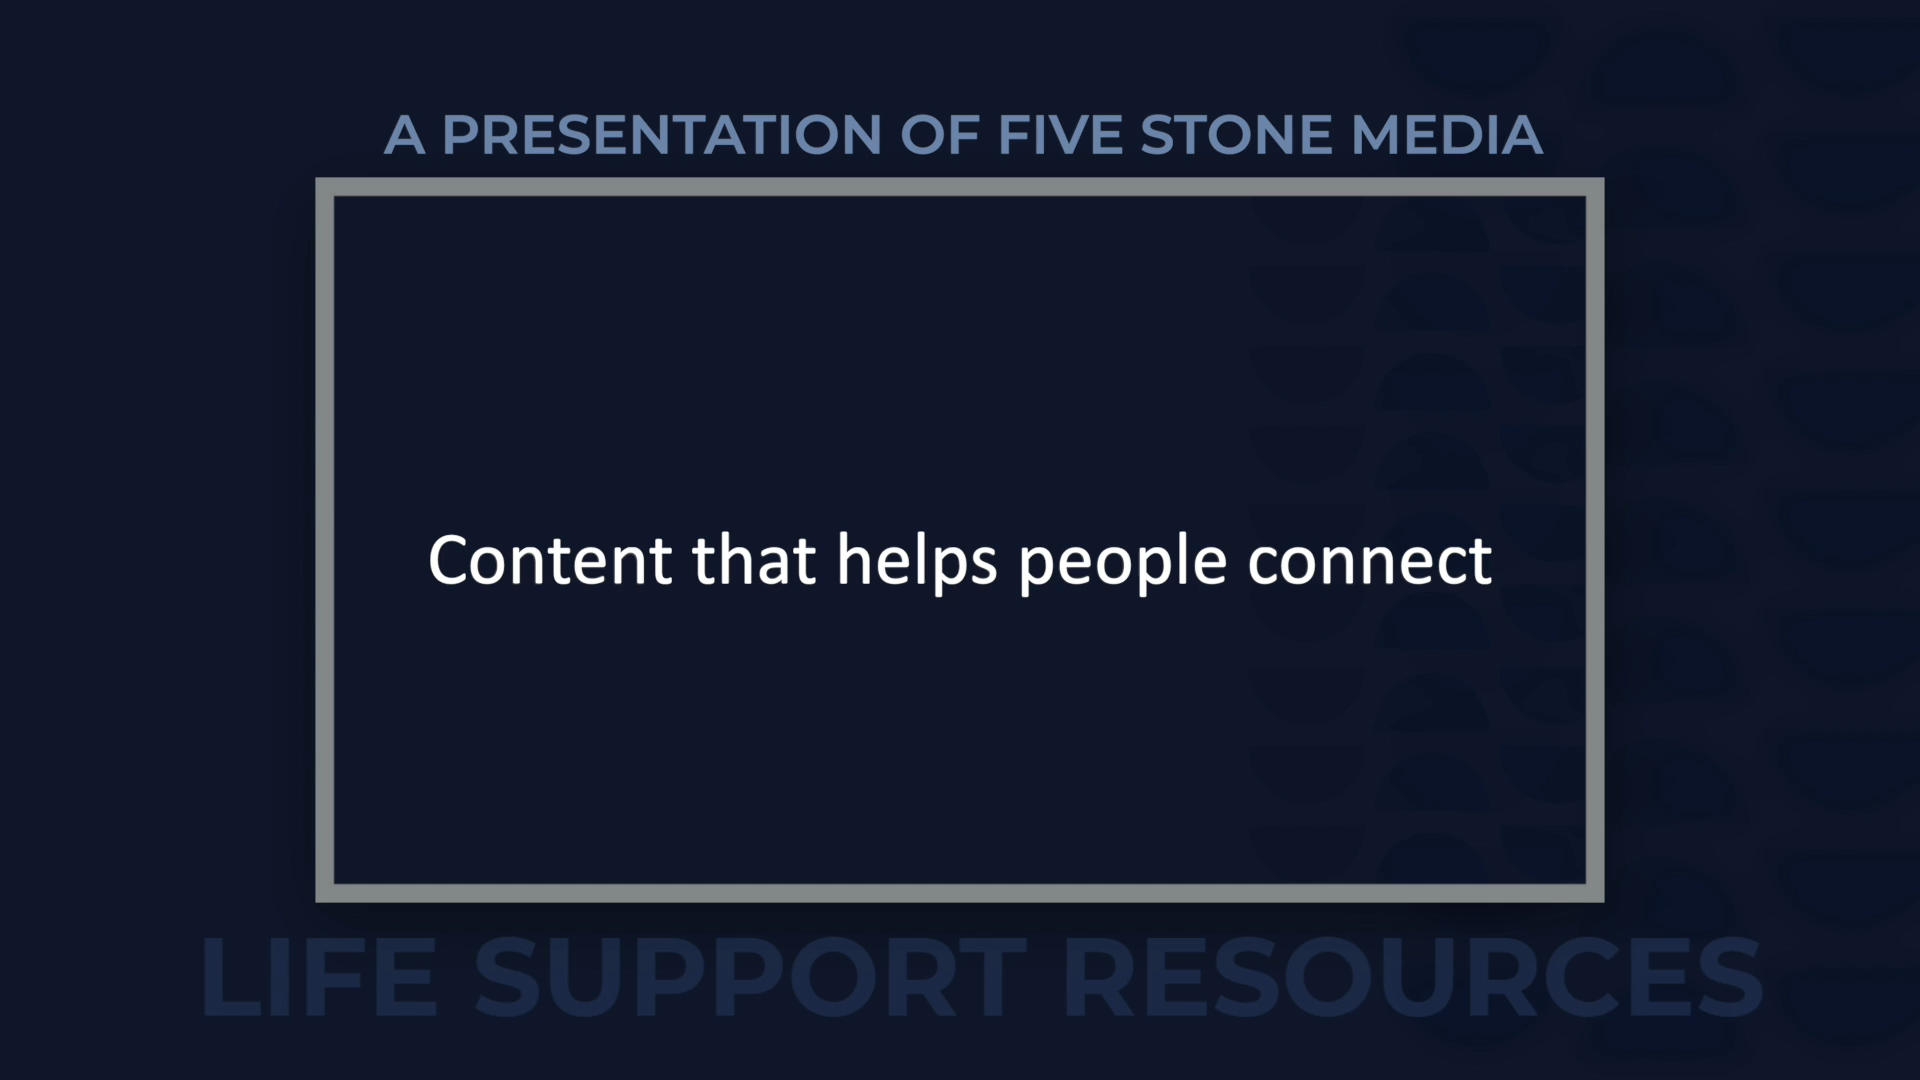 A PRESENTATION OF FIVE STONE MEDIA
Content that helps people connect
LIFE SUPPORT RESOURCES